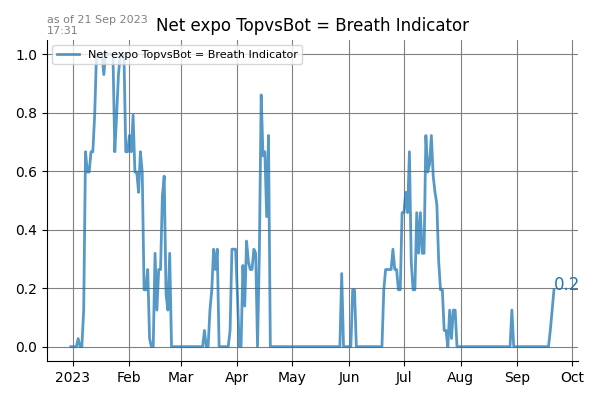 as of 21 Sep 2023
17:31
Net expo TopvsBot = Breath Indicator
Net expo TopvsBot = Breath Indicator
1.0
0.8
0.6
0.4
0.2
0.0
0.2
2023 Feb Mar Apr May Jun Jul Aug Sep Oct